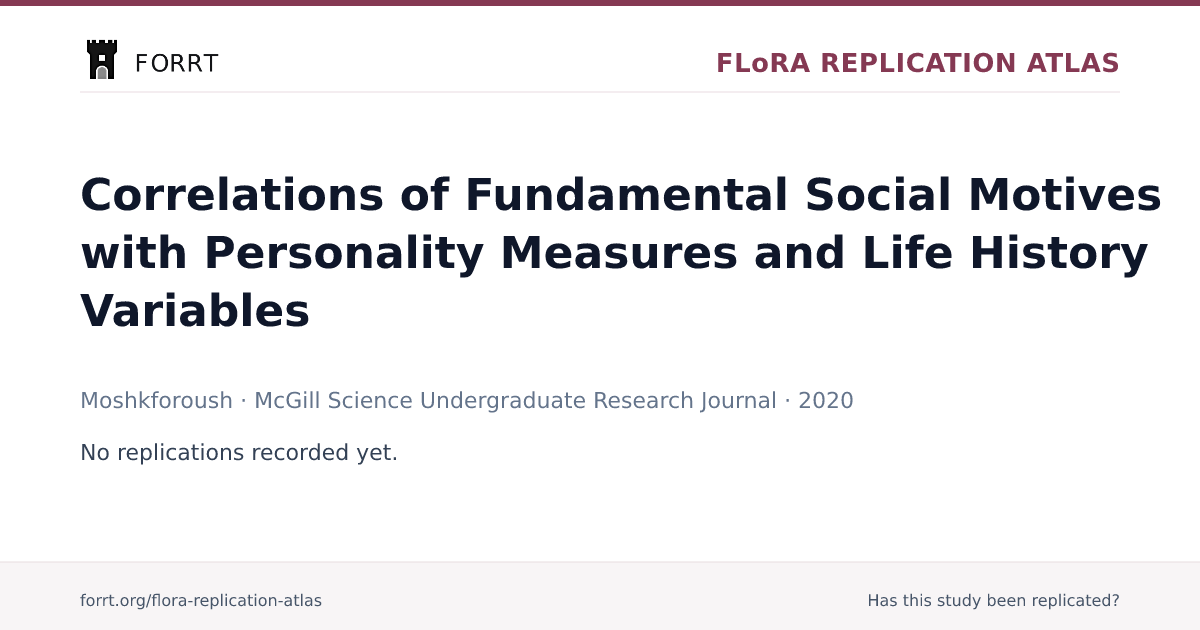 FORRT
FLoRA REPLICATION ATLAS
Correlations of Fundamental Social Motives
with Personality Measures and Life History
Variables
Moshkforoush · McGill Science Undergraduate Research Journal · 2020
No replications recorded yet.
forrt.org/flora-replication-atlas
Has this study been replicated?